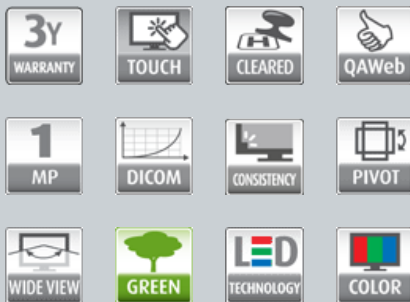 3Y
WARRANTY
TOUCH
CLEARED
QAWeb
1
MP
DICOM
CONSISTENCY
PIVOT
WIDE VIEW
GREEN
LED
TECHNOLOGY
COLOR